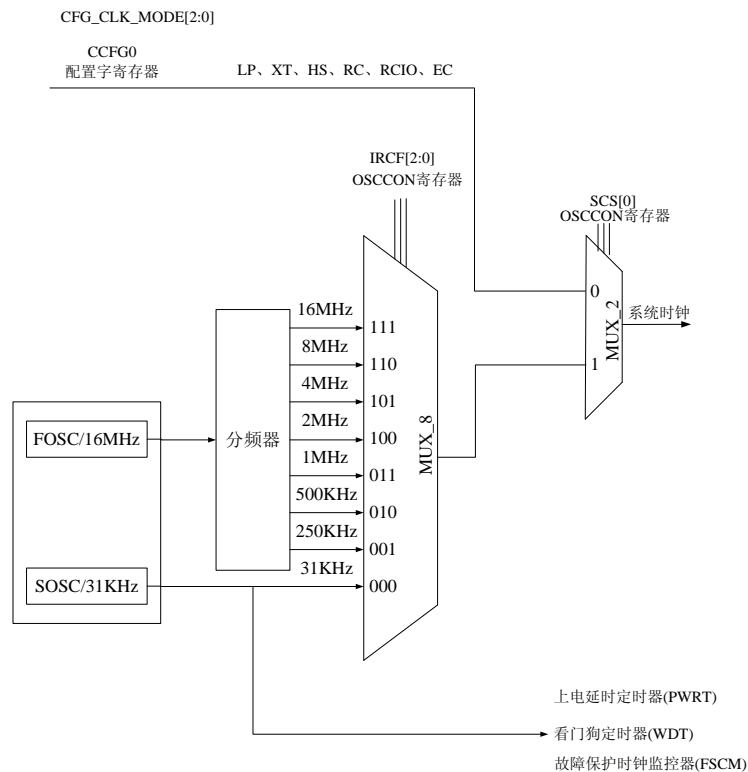 CFG_CLK_MODE[2:0]
CCFG0
配置字寄存器
LP、XT、HS、RC、RCIO、EC
IRCF[2:0]
OSCCON寄存器
SCS[0]
OSCCON寄存器
FOSC/16MHz
SOSC/31KHz
分频器
16MHz
8MHz
4MHz
2MHz
1MHz
500KHz
250KHz
31KHz
111
110
101
100
011
010
001
000
MUX_8
0
1
MUX_2
系统时钟
上电延时定时器(PWRT)
看门狗定时器(WDT)
故障保护时钟监控器(FSCM)